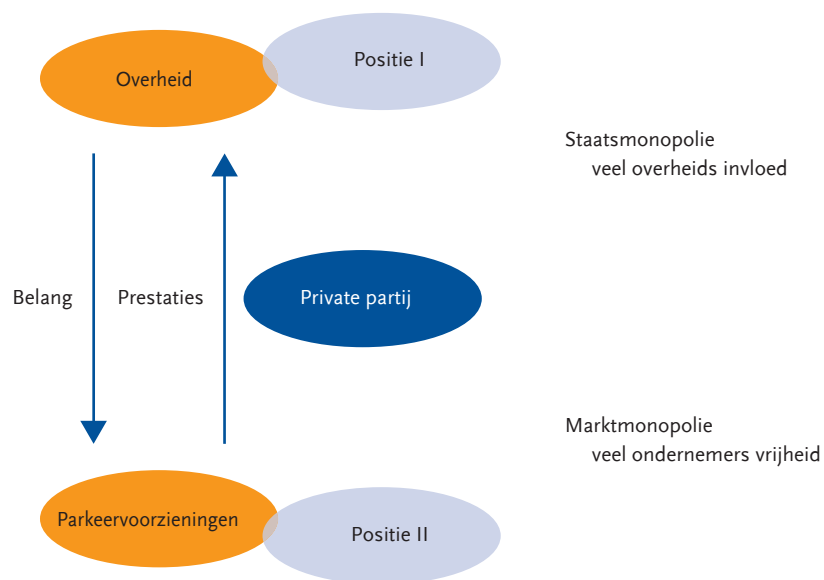 Positie I
Overheid
Staatsmonopolie
veel overheids invloed
Belang
Prestaties
Private partij
Marktmonopolie
veel ondernemers vrijheid
Parkeervoorzieningen
Positie II